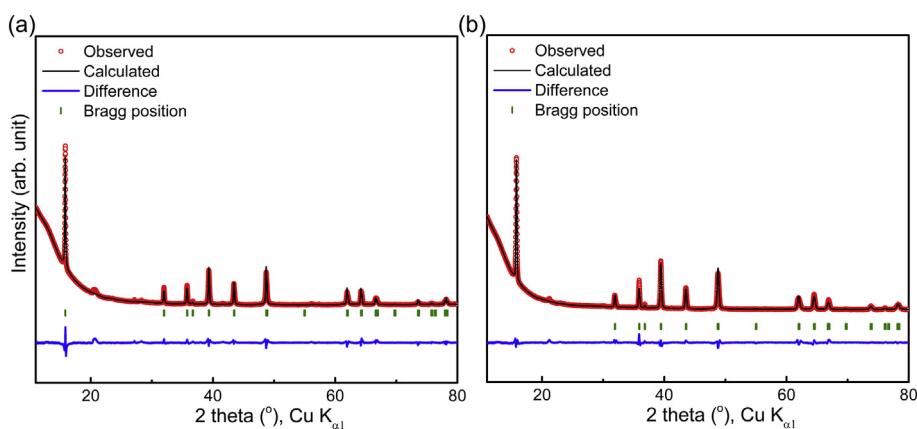 (a)
Observed
Calculated
Difference
Bragg position
Intensity (arb. unit)
20 40 60 80
2 theta (°), Cu Kα1
(b)
Observed
Calculated
Difference
Bragg position
20 40 60 80
2 theta (°), Cu Kα1